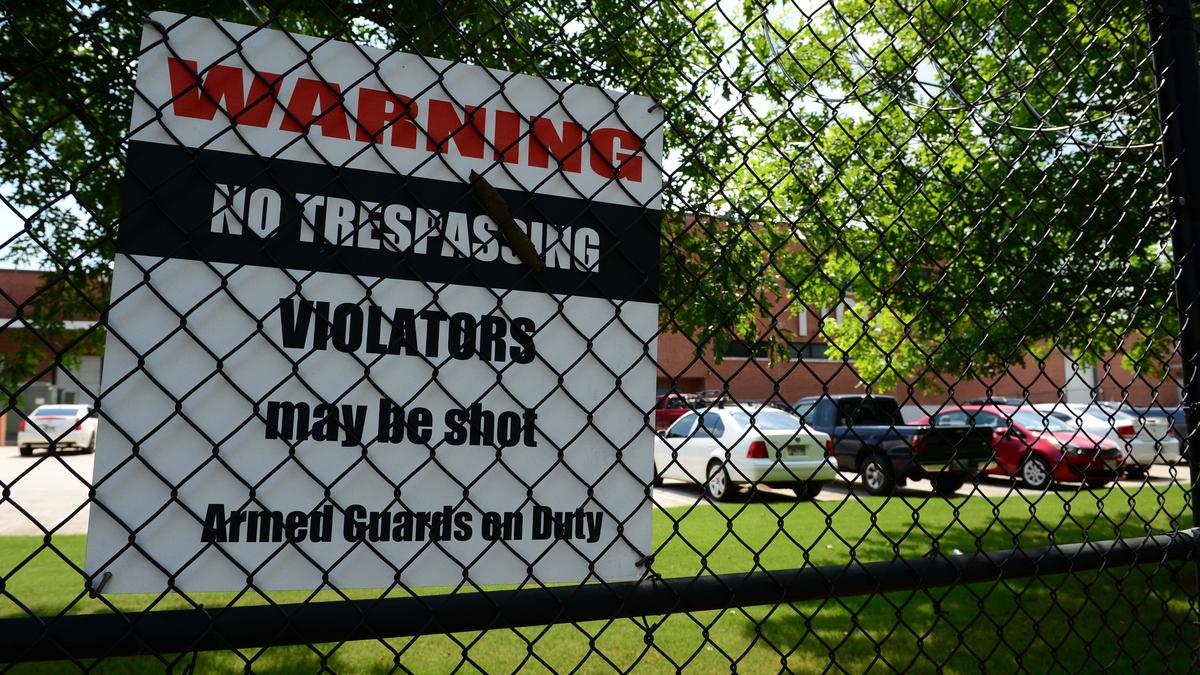 WARNING
NO TRESPASSING
VIOLATORS
may be shot
Armed Guards on Duty